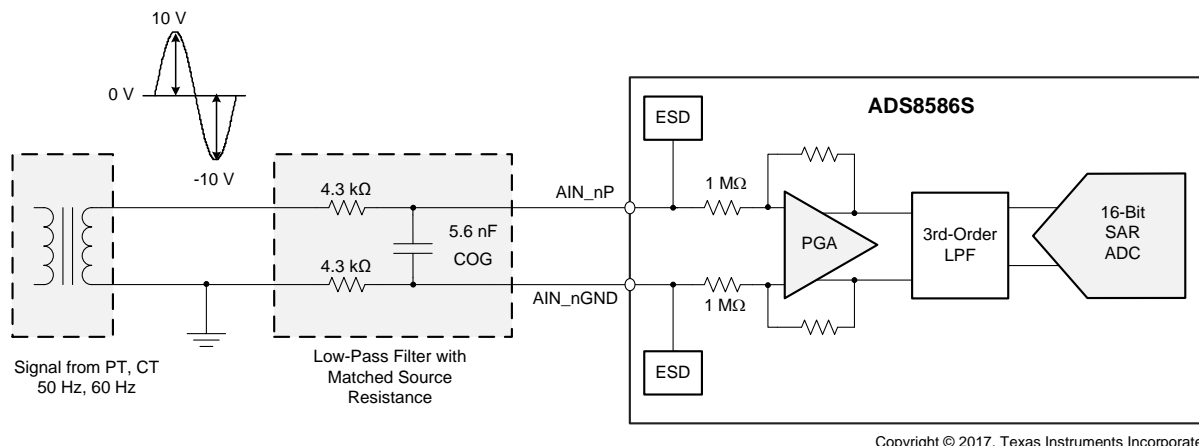 10 V
0 V
-10 V
ADS8586S
ESD
4.3 kΩ
AIN_nP
1 MΩ
5.6 nF
COG
PGA
3rd-Order
LPF
16-Bit
SAR
ADC
4.3 kΩ
AIN_nGND
1 MΩ
ESD
Signal from PT, CT
50 Hz, 60 Hz
Low-Pass Filter with
Matched Source
Resistance
Copyright © 2017, Texas Instruments Incorporate